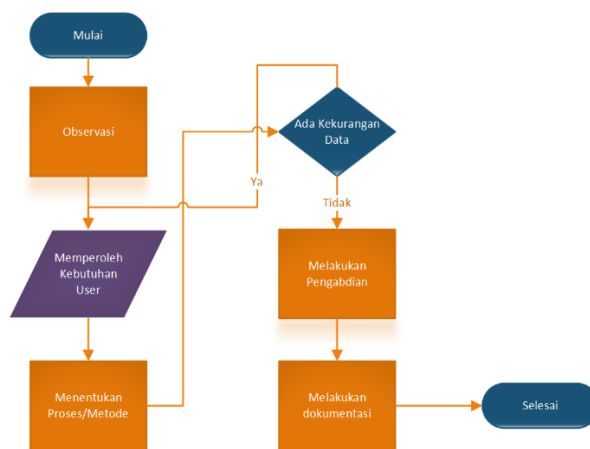 Mulai
Observasi
Memperoleh
Kebutuhan
User
Menentukan
Proses/Metode
Ada Kekurangan
Data
Ya
Tidak
Melakukan
Pengabdian
Melakukan
dokumentasi
Selesai